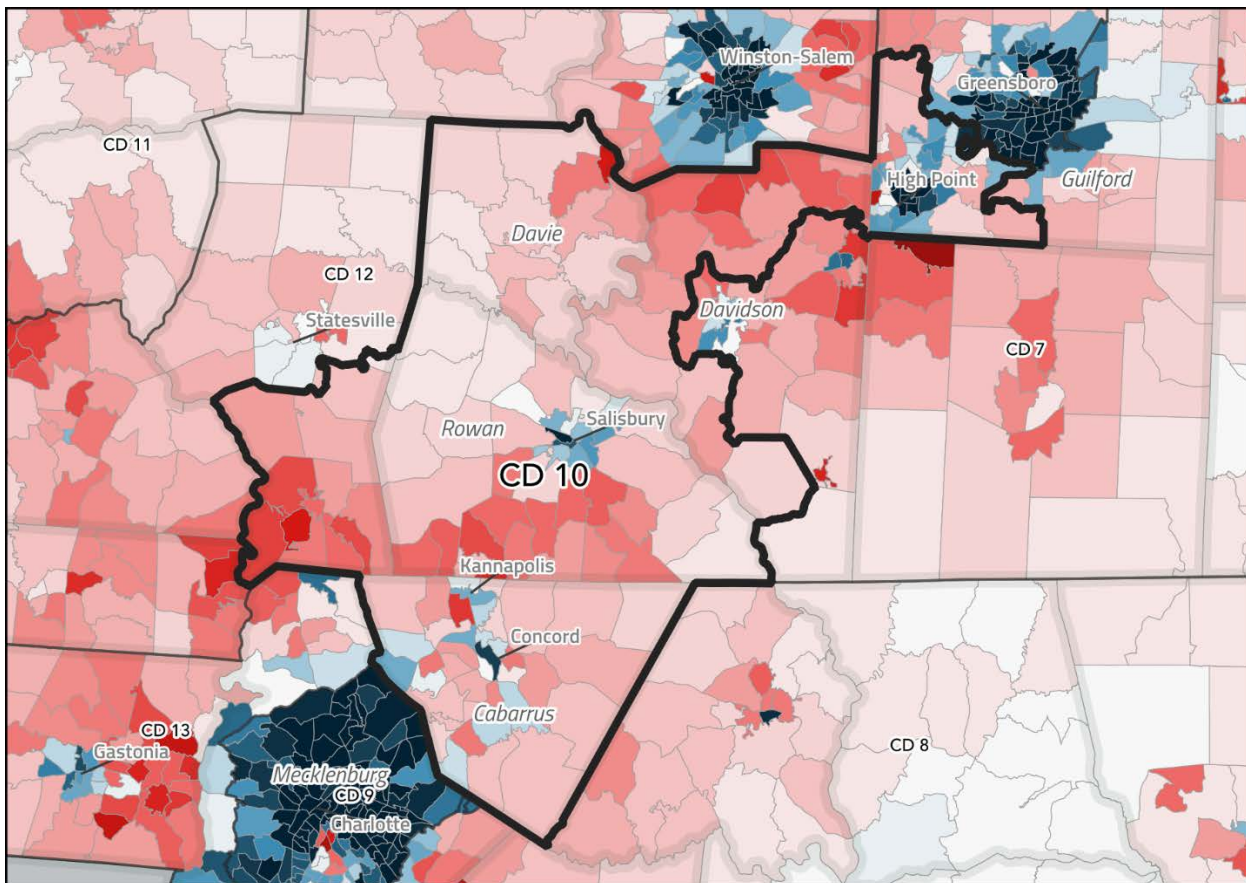 Winston-Salem
Greensboro
CD 11
High Point
Guilford
Davie
CD 12
Statesville
Davidson
CD 7
Rowan
Salisbury
CD 10
Kannapolis
Concord
Cabarrus
CD 13
Gastonia
CD 8
Mecklenburg
CD 9
Charlotte